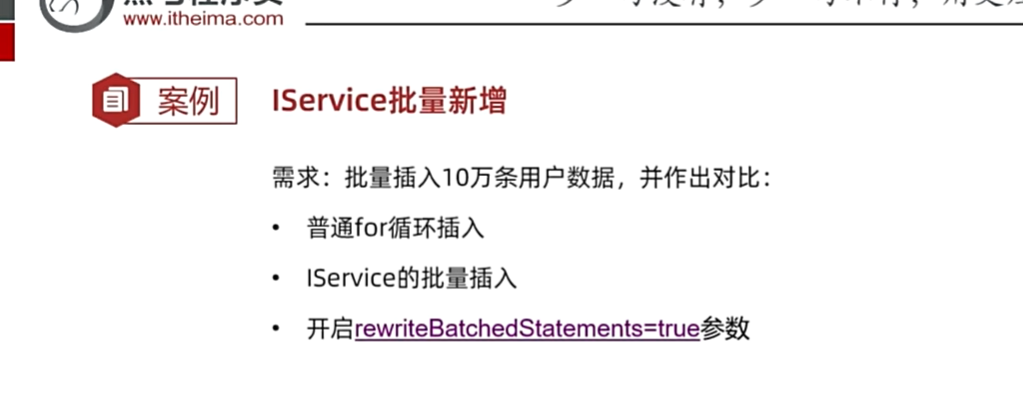 www.itheima.com
案例
IService批量新增
需求：批量插入10万条用户数据，并作出对比：
• 普通for循环插入
• IService的批量插入
• 开启rewriteBatchedStatements=true参数